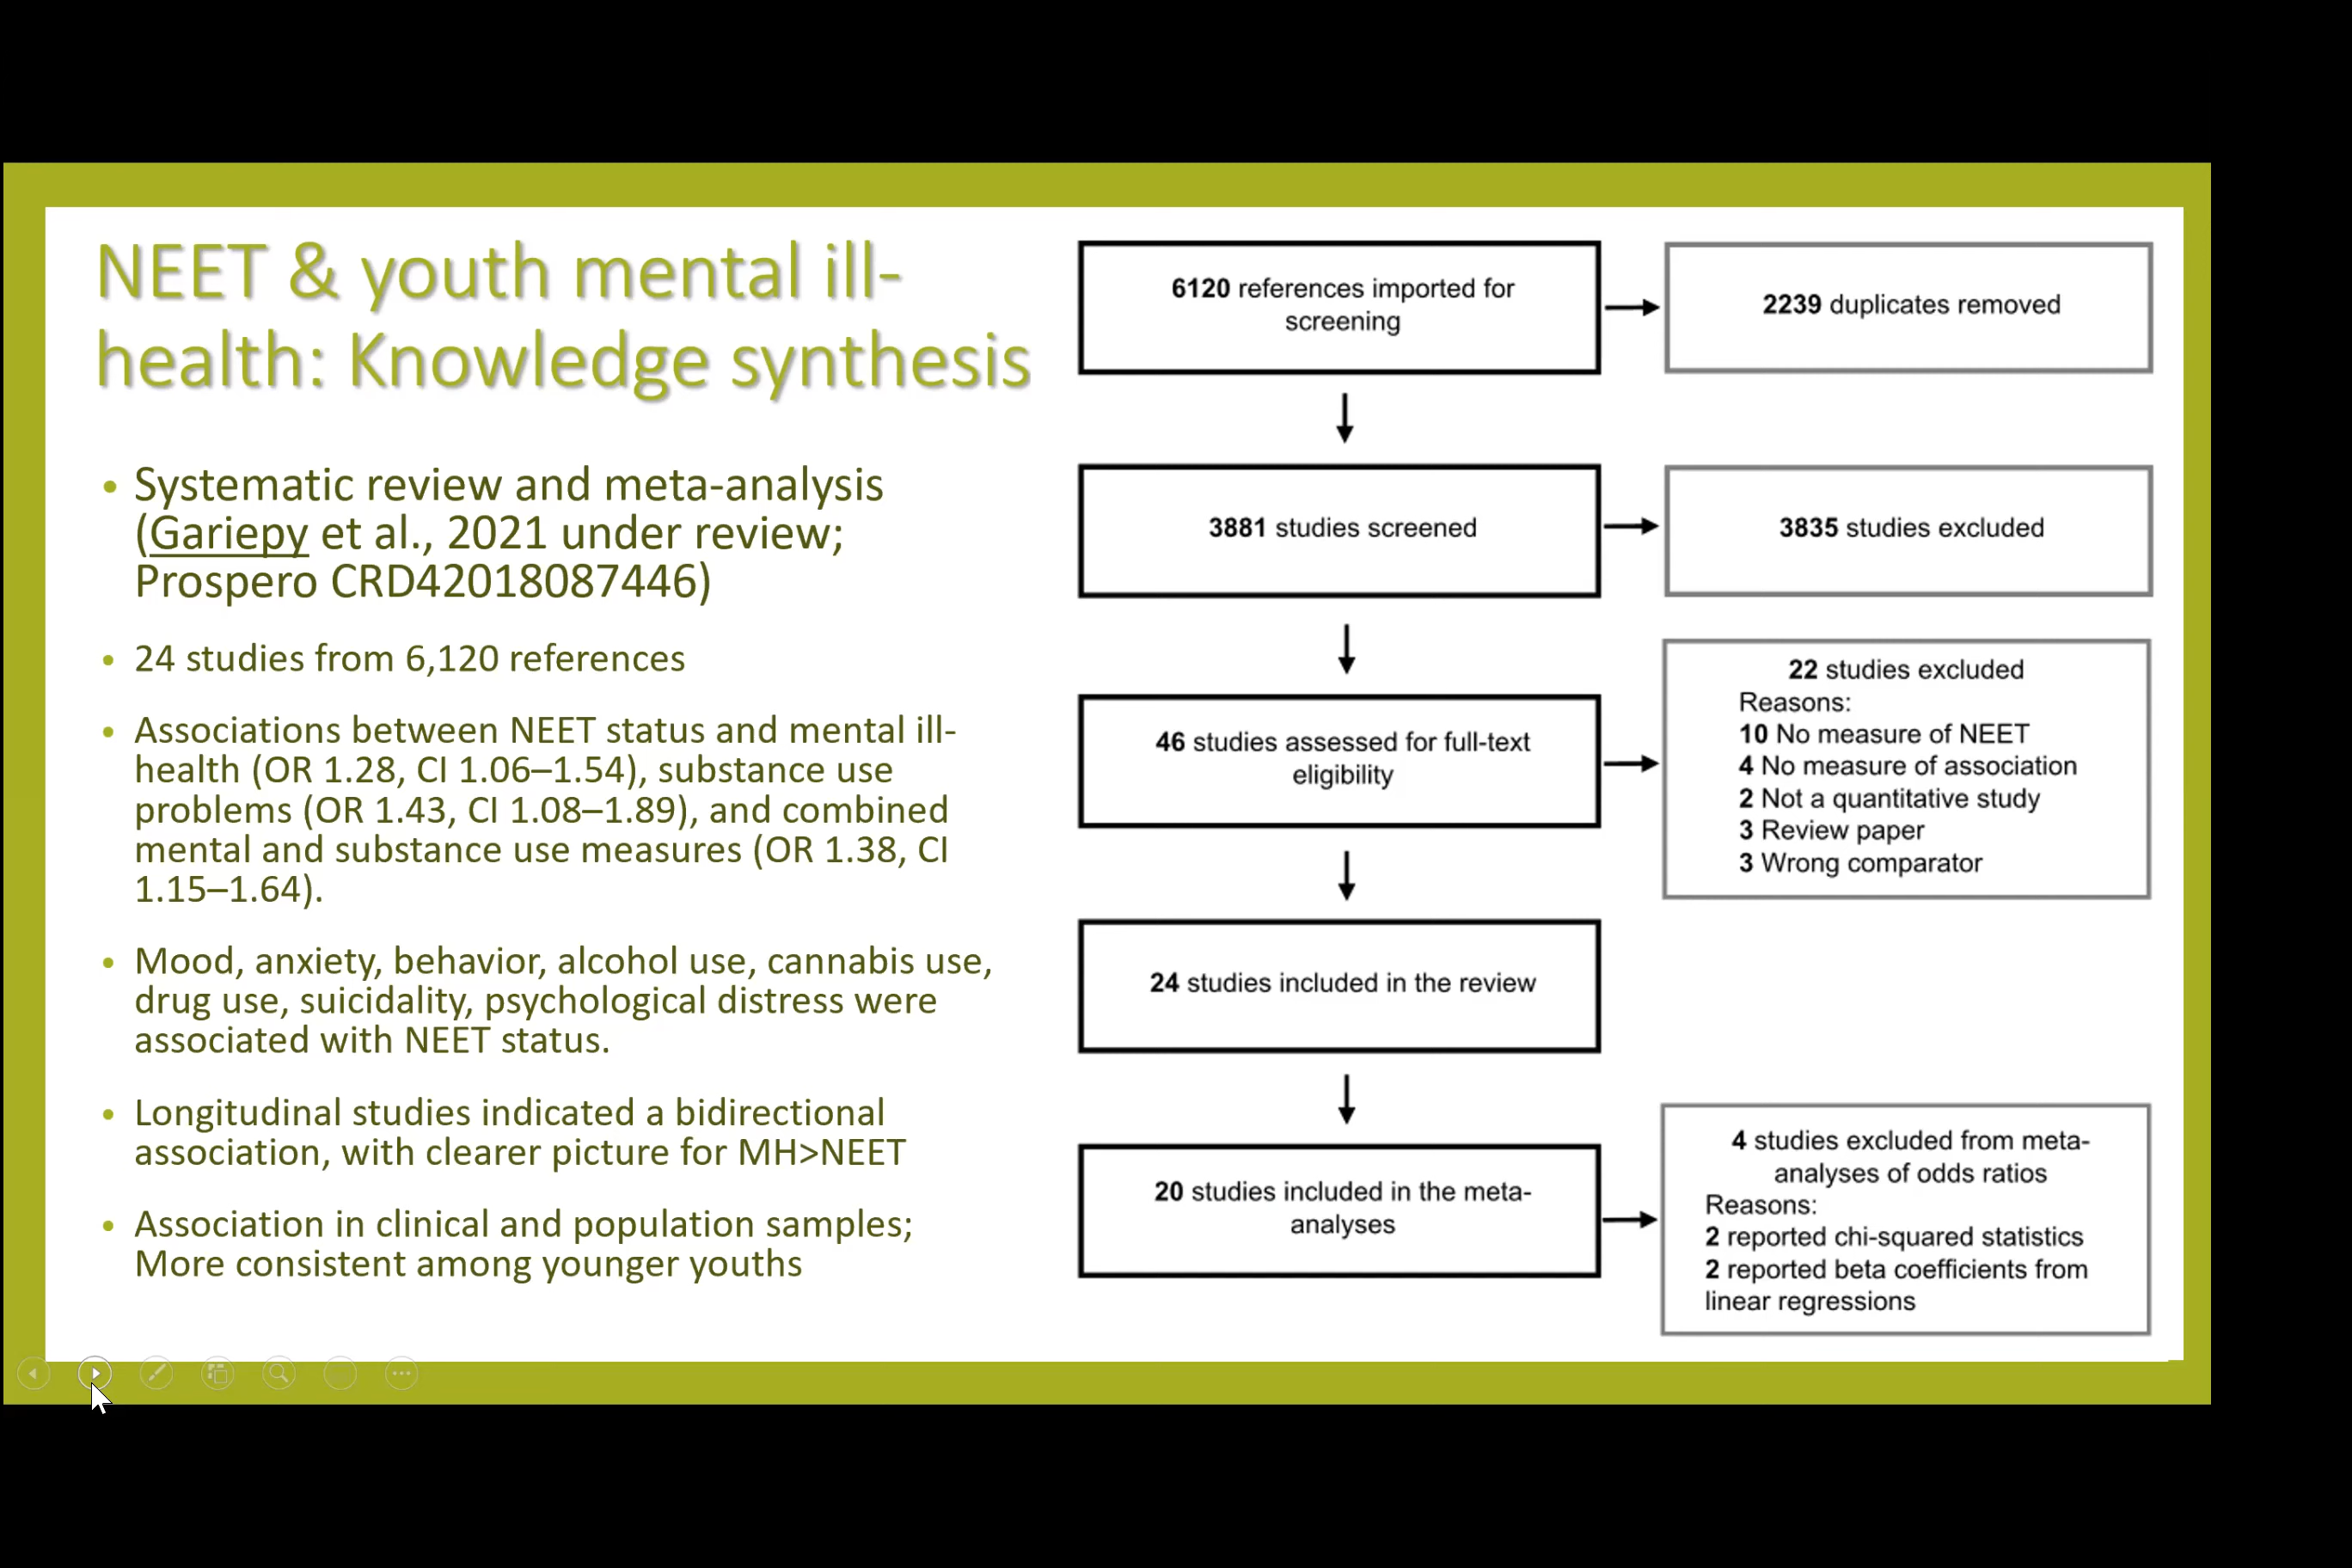 NEET & youth mental ill-
health: Knowledge synthesis
• Systematic review and meta-analysis
(Gariepy et al., 2021 under review;
Prospero CRD42018087446)
• 24 studies from 6,120 references
• Associations between NEET status and mental ill-
health (OR 1.28, CI 1.06–1.54), substance use
problems (OR 1.43, CI 1.08–1.89), and combined
mental and substance use measures (OR 1.38, CI
1.15–1.64).
• Mood, anxiety, behavior, alcohol use, cannabis use,
drug use, suicidality, psychological distress were
associated with NEET status.
• Longitudinal studies indicated a bidirectional
association, with clearer picture for MH>NEET
• Association in clinical and population samples;
More consistent among younger youths
6120 references imported for
screening
2239 duplicates removed
3881 studies screened
3835 studies excluded
46 studies assessed for full-text
eligibility
22 studies excluded
Reasons:
10 No measure of NEET
4 No measure of association
2 Not a quantitative study
3 Review paper
3 Wrong comparator
24 studies included in the review
20 studies included in the meta-
analyses
4 studies excluded from meta-
analyses of odds ratios
Reasons:
2 reported chi-squared statistics
2 reported beta coefficients from
linear regressions